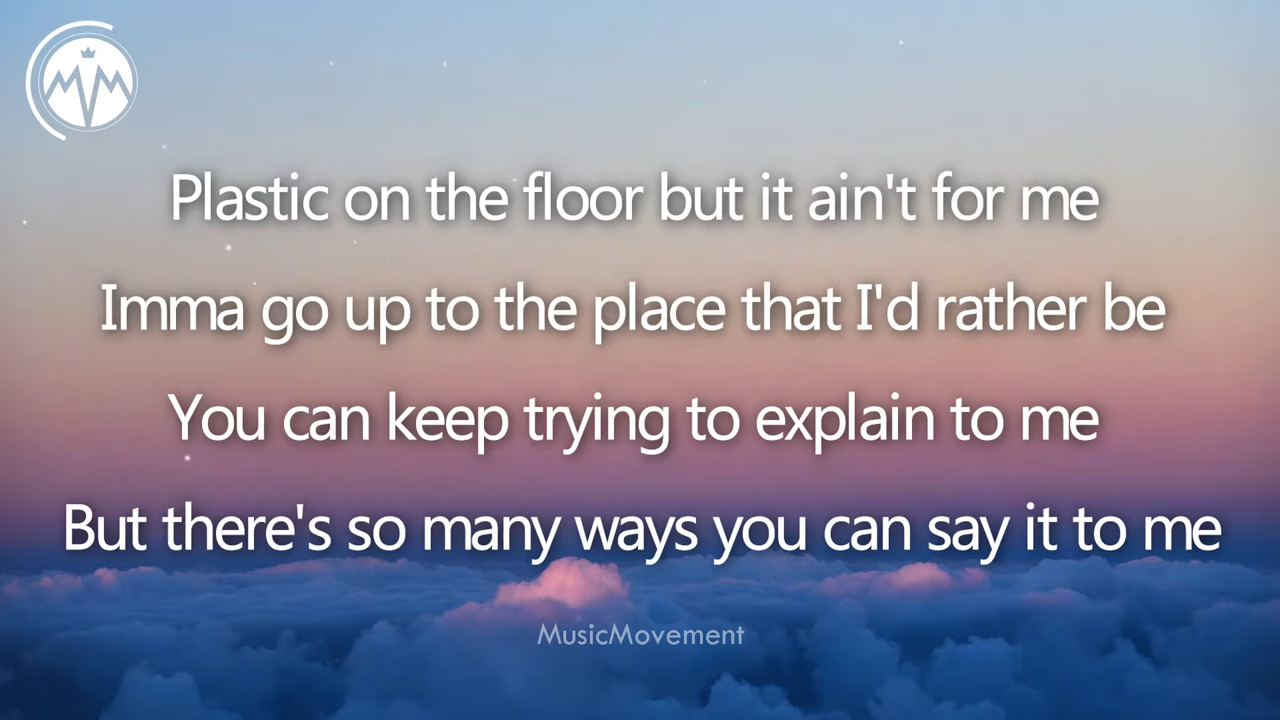 Plastic on the floor but it ain't for me
Imma go up to the place that I'd rather be
You can keep trying to explain to me
But there's so many ways you can say it to me
MusicMovement